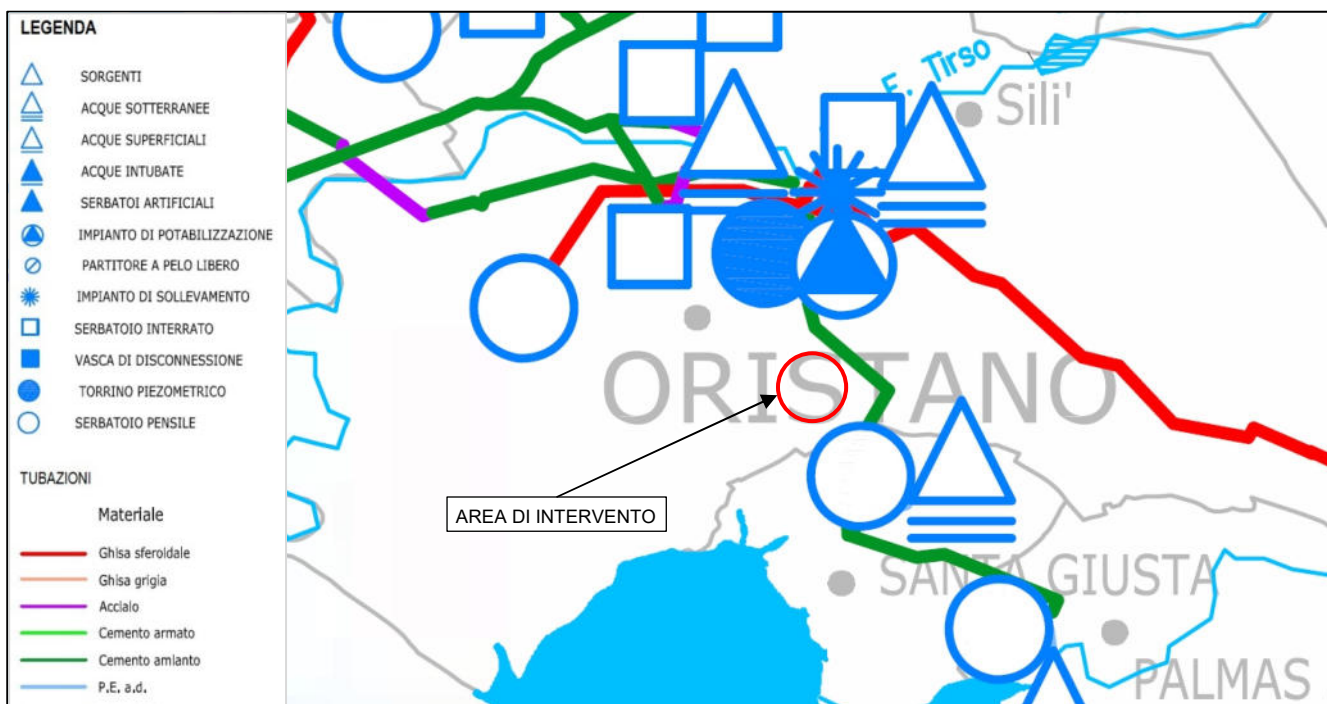 LEGENDA
SORGENTI
ACQUE SOTTERRANEE
ACQUE SUPERFICIALI
ACQUE INTUBATE
SERBATOI ARTIFICIALI
IMPIANTO DI POTABILIZZAZIONE
PARTITORE A PELO LIBERO
IMPIANTO DI SOLLEVAMENTO
SERBATOIO INTERRATO
VASCA DI DISCONNESSIONE
TORRINO PIEZOMETRICO
SERBATOIO PENSILE
TUBAZIONI
Materiale
Ghisa sferoidale
Ghisa grigia
Acciaio
Cemento armato
Cemento amianto
P.E. a.d.
F. Tirso
Sili'
ORISTANO
AREA DI INTERVENTO
SANTA GIUSTA
PALMAS